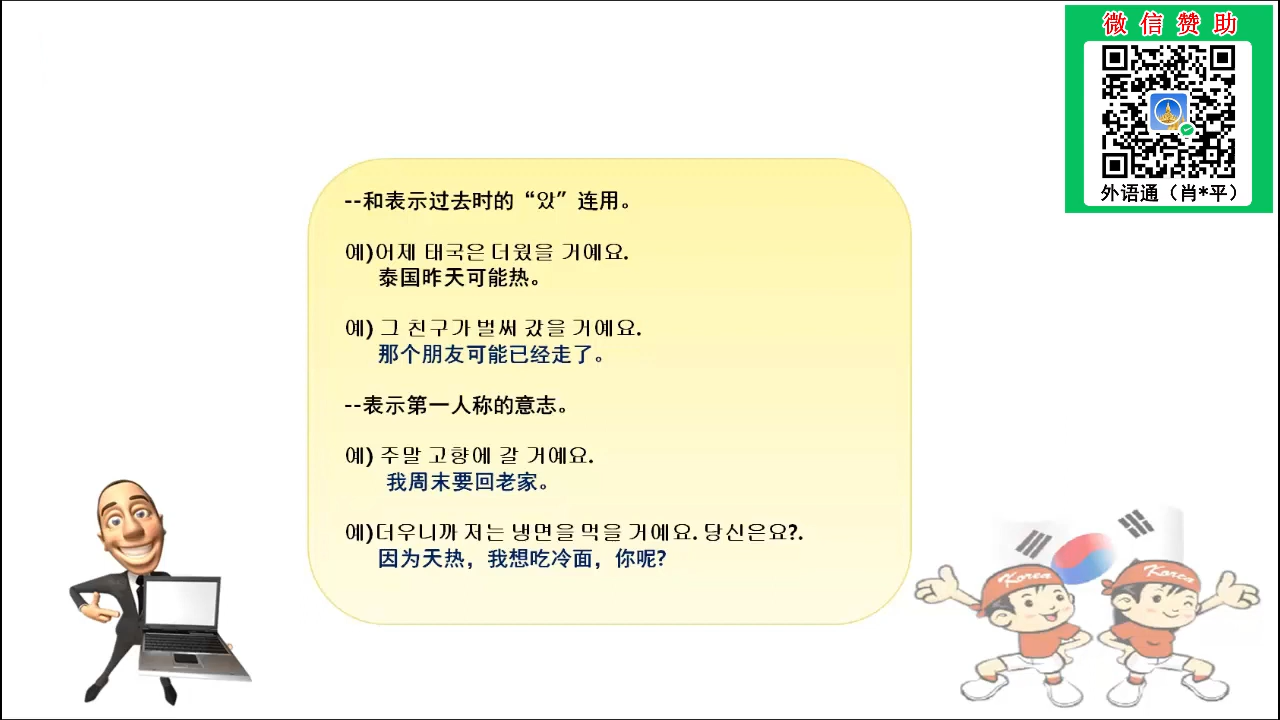 微信赞助
外语通（肖*平）
--和表示过去时的“았”连用。
예)어제 태국은 더웠을 거예요.
泰国昨天可能热。
예) 그 친구가 벌써 갔을 거예요.
那个朋友可能已经走了。
--表示第一人称的意志。
예) 주말 고향에 갈 거예요.
我周末要回老家。
예)더우니까 저는 냉면을 먹을 거예요. 당신은요?.
因为天热，我想吃冷面，你呢?
Korea
Korea